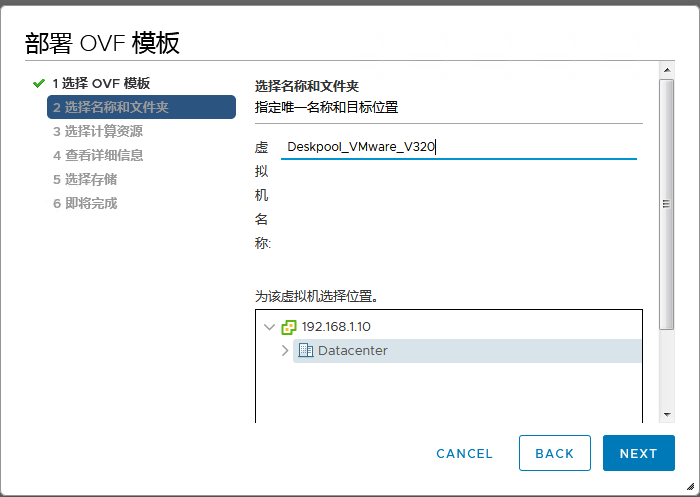 部署 OVF 模板
1 选择 OVF 模板
2 选择名称和文件夹
3 选择计算资源
4 查看详细信息
5 选择存储
6 即将完成
选择名称和文件夹
指定唯一名称和目标位置
虚
拟
机
名
称:
Deskpool_VMware_V320
为该虚拟机选择位置。
192.168.1.10
Datacenter
CANCEL
BACK
NEXT